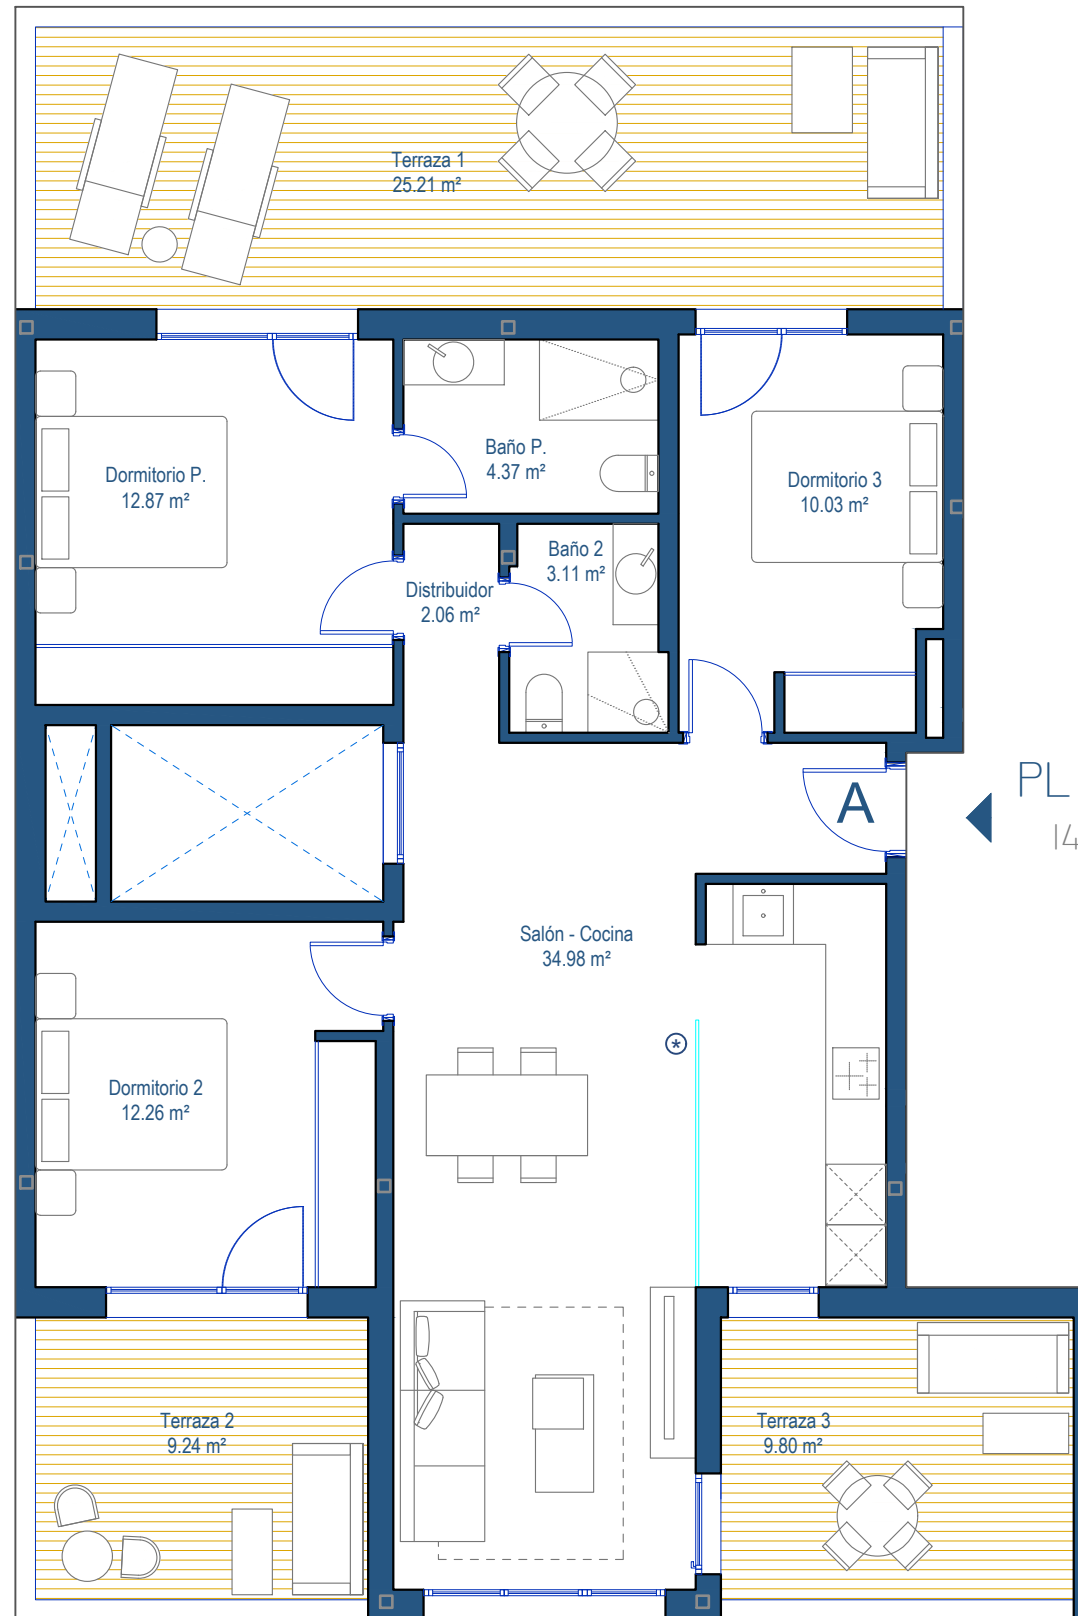 Terraza 1
25.21 m²
Baño P.
4.37 m²
Dormitorio P.
12.87 m²
Dormitorio 3
10.03 m²
Baño 2
3.11 m²
Distribuidor
2.06 m²
A
PL
14
Salón - Cocina
34.98 m²
*
Dormitorio 2
12.26 m²
Terraza 2
9.24 m²
Terraza 3
9.80 m²